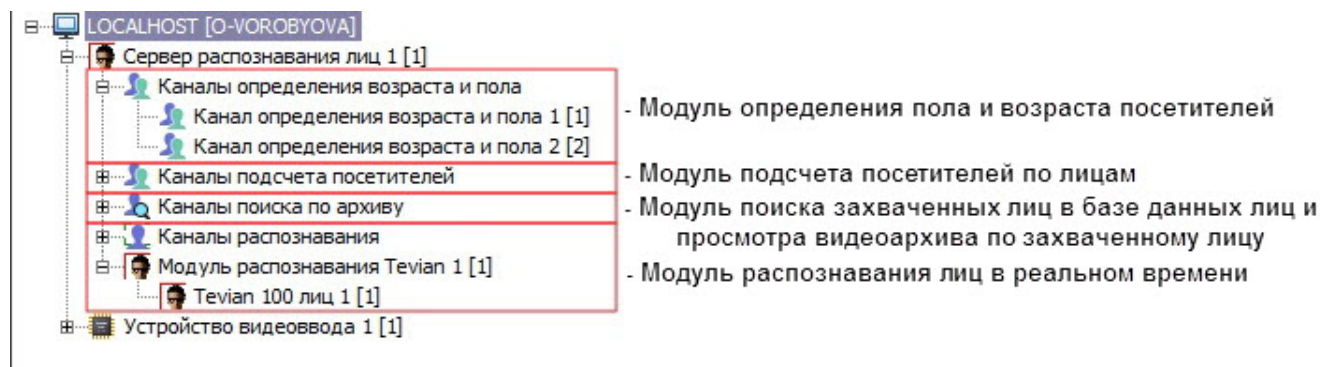 LOCALHOST [O-VOROBYOVA]
Сервер распознавания лиц 1 [1]
Каналы определения возраста и пола
Канал определения возраста и пола 1 [1]
- Модуль определения пола и возраста посетителей
Канал определения возраста и пола 2 [2]
Каналы подсчета посетителей
- Модуль подсчета посетителей по лицам
Каналы поиска по архиву
- Модуль поиска захваченных лиц в базе данных лиц и
просмотра видеоархива по захваченному лицу
Каналы распознавания
Модуль распознавания Tevian 1 [1]
- Модуль распознавания лиц в реальном времени
Tevian 100 лиц 1 [1]
Устройство видеоввода 1 [1]